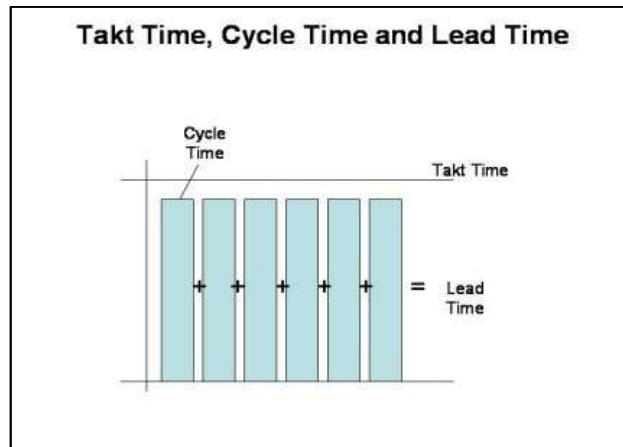 Takt Time, Cycle Time and Lead Time
Cycle
Time
Takt Time
+ + + + + = Lead
Time